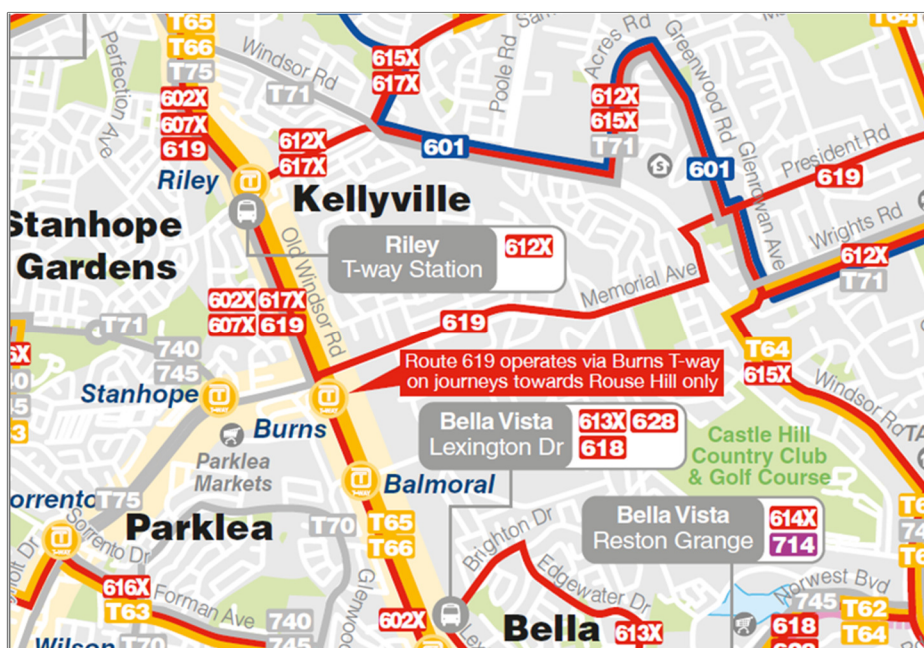 T65
T66
T75
602X
607X
619
Perfection Ave
Windsor Rd
T71
615X
617X
Poole Rd
Acres Rd
Greenwood Rd
T64
612X
617X
601
612X
615X
T71
601
Glenrowan Ave
President Rd
619
Wrights Rd
612X
T71
Riley
Kellyville
Stanhope
Gardens
Riley
T-way Station
612X
Old Windsor Rd
602X 617X
607X 619
Memorial Ave
619
T71
740
745
Route 619 operates via Burns T-way
on journeys towards Rouse Hill only
T64
615X
Windsor Rd
Stanhope
Burns
Parklea
Markets
Bella Vista
Lexington Dr
613X 628
618
Castle Hill
Country Club
& Golf Course
Balmoral
T75
Parklea
T70
T65
T66
Bella Vista
Reston Grange
614X
714
Sorrento Dr
616X
T63
Forman Ave
740
745
602X
Brighton Dr
Edgewater Dr
Bella
613X
Norwest Blvd
745
T62
618
T64
Wilson
T70